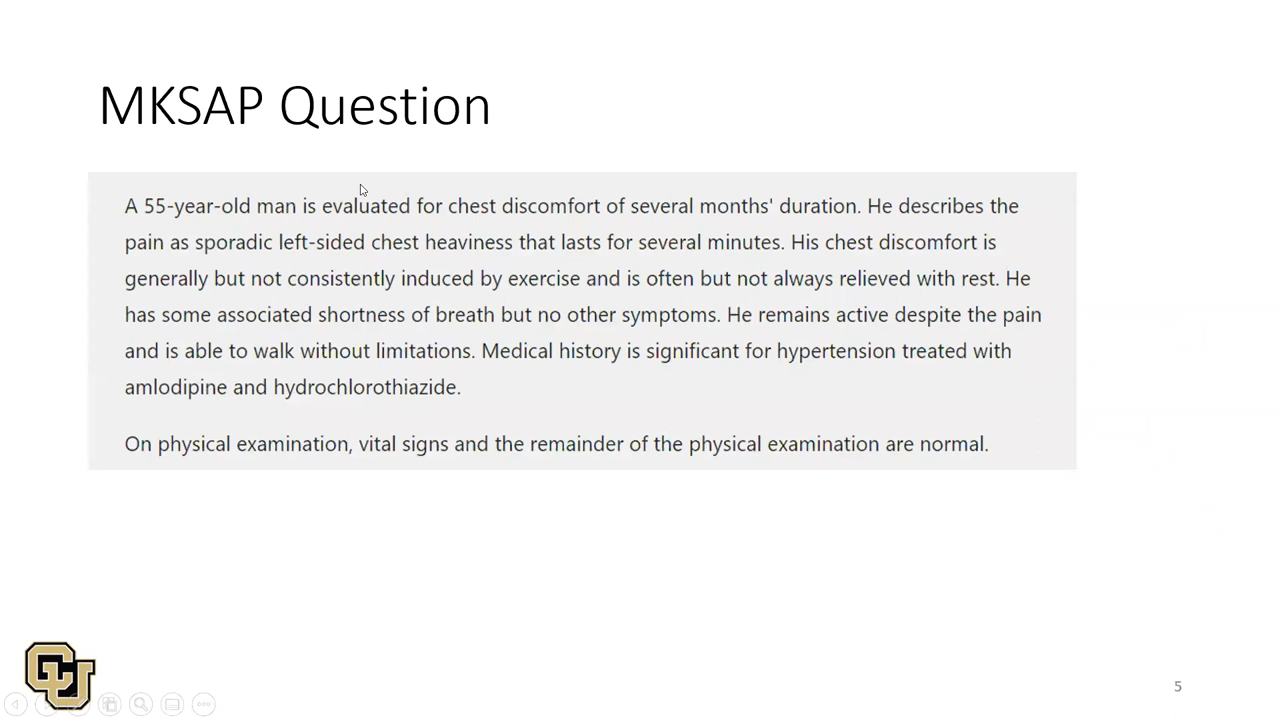 MKSAP Question
A 55-year-old man is evaluated for chest discomfort of several months' duration. He describes the
pain as sporadic left-sided chest heaviness that lasts for several minutes. His chest discomfort is
generally but not consistently induced by exercise and is often but not always relieved with rest. He
has some associated shortness of breath but no other symptoms. He remains active despite the pain
and is able to walk without limitations. Medical history is significant for hypertension treated with
amlodipine and hydrochlorothiazide.
On physical examination, vital signs and the remainder of the physical examination are normal.
CU
5